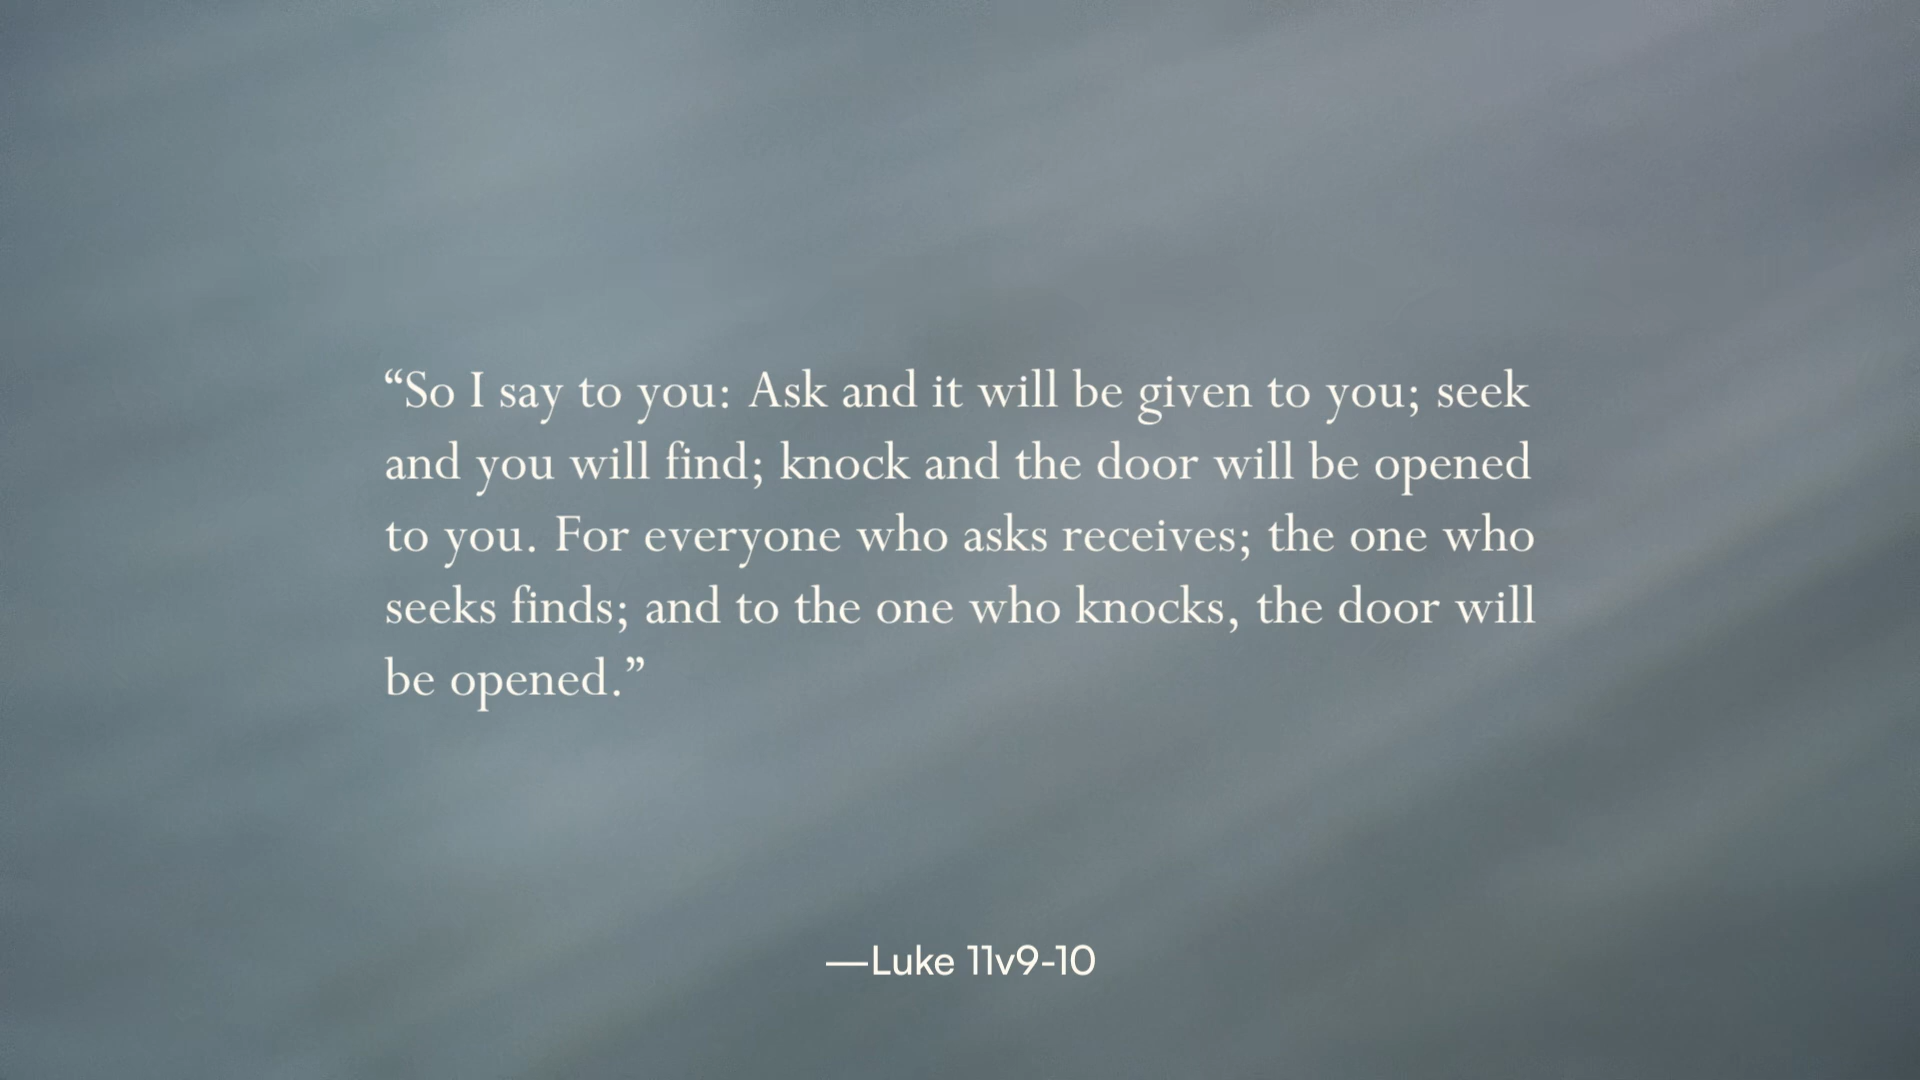 “So I say to you: Ask and it will be given to you; seek
and you will find; knock and the door will be opened
to you. For everyone who asks receives; the one who
seeks finds; and to the one who knocks, the door will
be opened.”
—Luke 11v9-10